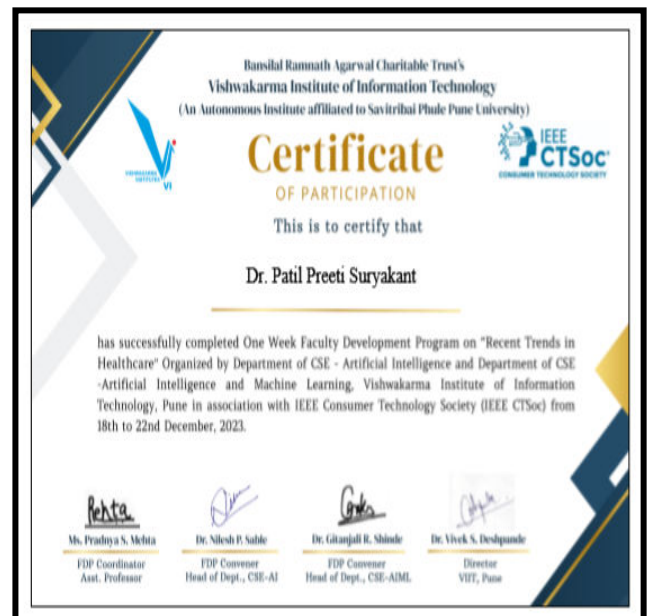 Bansilal Ramnath Agarwal Charitable Trust's
Vishwakarma Institute of Information Technology
(An Autonomous Institute affiliated to Savitribai Phule Pune University)
VISHWAKARMA
INSTITUTES
VI
IEEE
CTSoc
CONSUMER TECHNOLOGY SOCIETY
Certificate
OF PARTICIPATION
This is to certify that
Dr. Patil Preeti Suryakant
has successfully completed One Week Faculty Development Program on "Recent Trends in
Healthcare" Organized by Department of CSE - Artificial Intelligence and Department of CSE
-Artificial Intelligence and Machine Learning, Vishwakarma Institute of Information
Technology, Pune in association with IEEE Consumer Technology Society (IEEE CTSoc) from
18th to 22nd December, 2023.
Ms. Pradnya S. Mehta
FDP Coordinator
Asst. Professor
Dr. Nilesh P. Sable
FDP Convener
Head of Dept., CSE-AI
Dr. Gitanjali R. Shinde
FDP Convener
Head of Dept., CSE-AIML
Dr. Vivek S. Deshpande
Director
VIIT, Pune